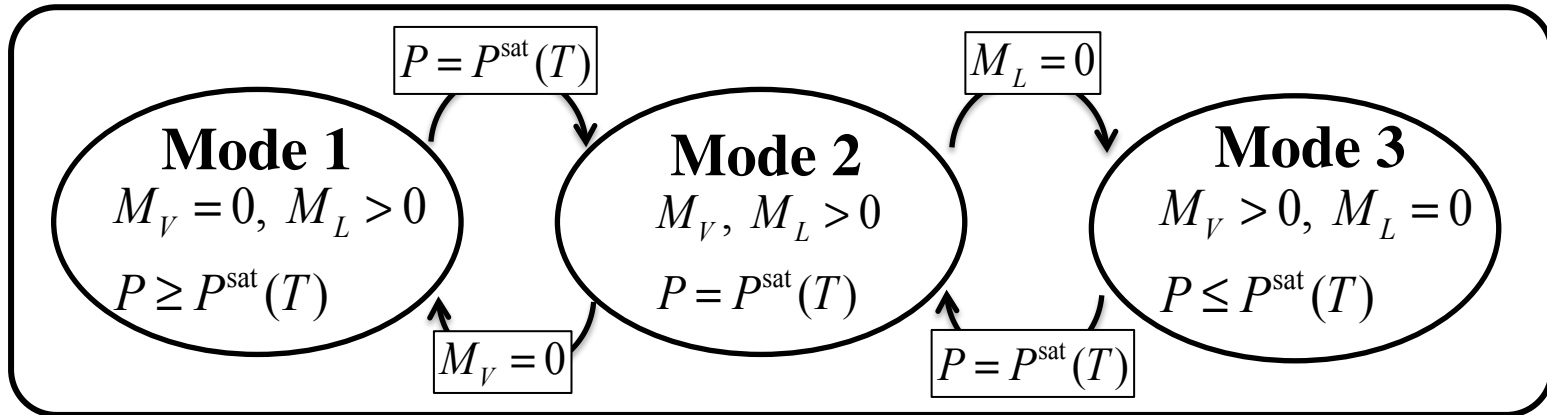 P = P^sat(T)
M_L = 0
Mode 1
M_V = 0, M_L > 0
P ≥ P^sat(T)
Mode 2
M_V, M_L > 0
P = P^sat(T)
Mode 3
M_V > 0, M_L = 0
P ≤ P^sat(T)
M_V = 0
P = P^sat(T)